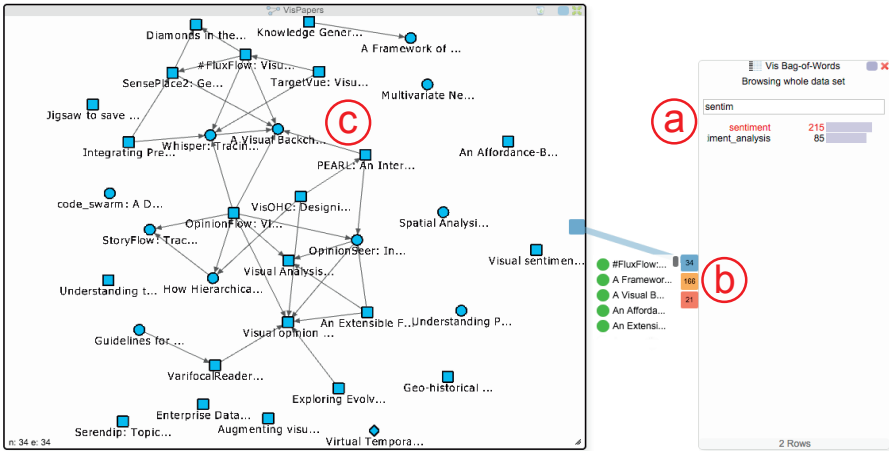 VisPapers
Diamonds in the...
Knowledge Gener...
A Framework of ...
#FluxFlow: Visu...
SensePlace2: Ge...
TargetVue: Visu...
Multivariate Ne...
Jigsaw to save ...
c
Integrating Pre...
Whisper: Tracin...
A Visual Backch...
PEARL: An Inter...
An Affordance-B...
code_swarm: A D...
VisOHC: Designi...
OpinionFlow: Vi...
Spatial Analysi...
StoryFlow: Trac...
OpinionSeer: In...
Visual Analysis...
Visual sentimen...
Understanding t...
How Hierarchica...
An Extensible F...
Understanding P...
Visual opinion ...
Guidelines for ...
VarifocalReader...
Exploring Evolv...
Geo-historical ...
Enterprise Data...
Serendip: Topic...
Augmenting visu...
Virtual Tempora...
n: 34 e: 34
Vis Bag-of-Words
Browsing whole data set
a
sentim
sentiment 215
iment_analysis 85
b
#FluxFlow:... 34
A Framewor... 166
A Visual B... 21
An Afforda...
An Extensi...
2 Rows